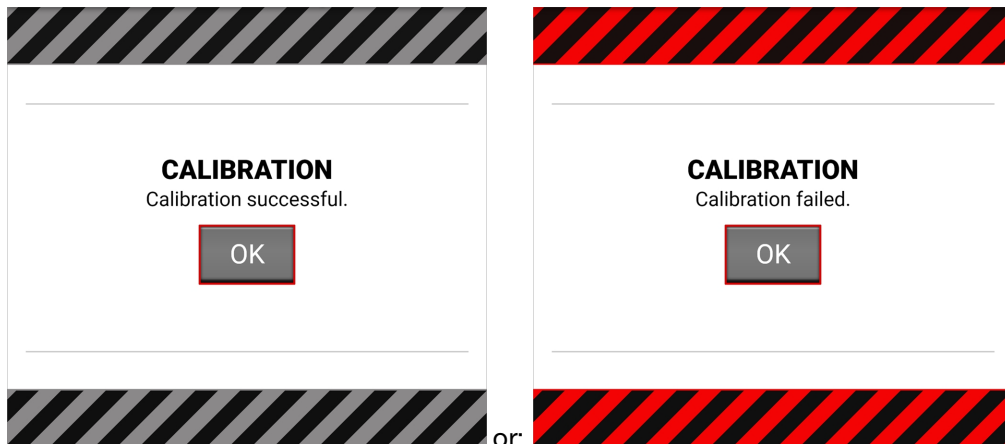 CALIBRATION
Calibration successful.
OK
or:
CALIBRATION
Calibration failed.
OK